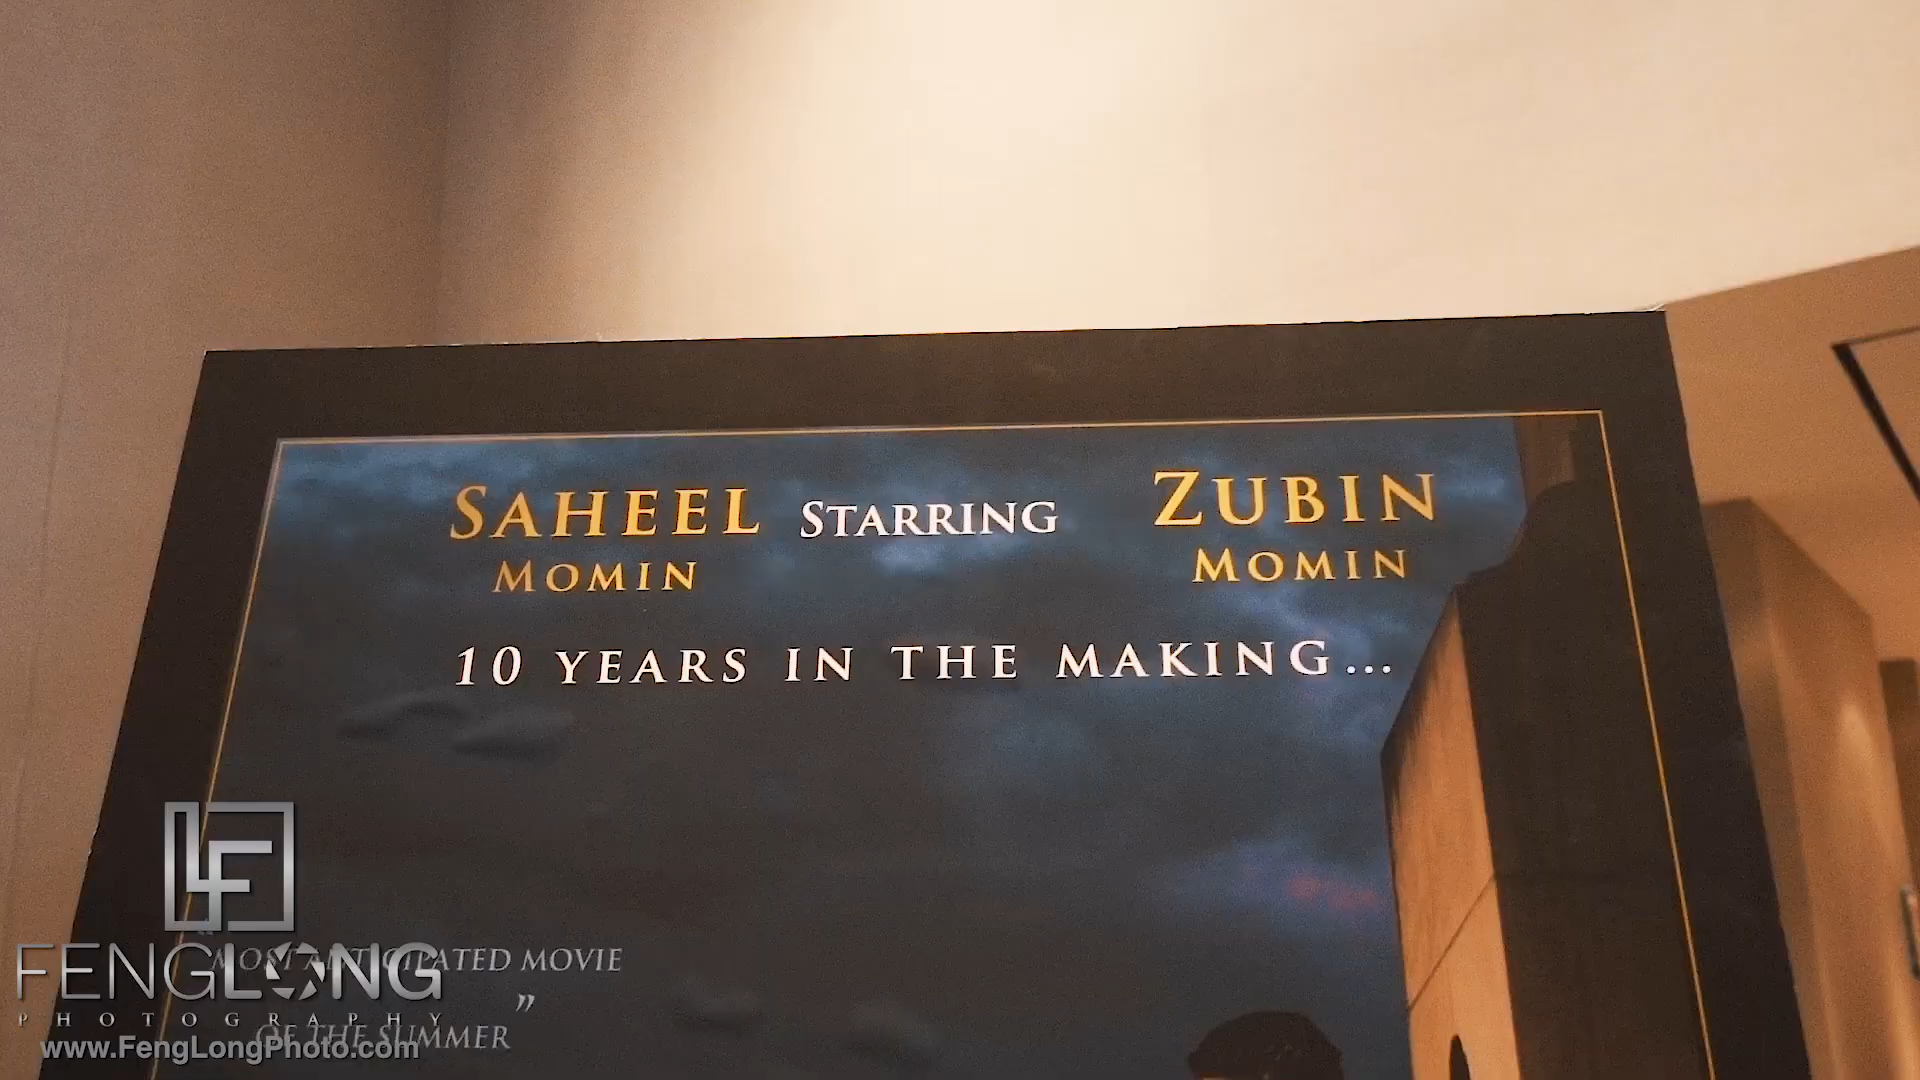 SAHEEL STARRING ZUBIN
MOMIN MOMIN
10 YEARS IN THE MAKING...
"MOST ANTICIPATED MOVIE
OF THE SUMMER"
LF
FENGLONG
PHOTOGRAPHY
www.FengLongPhoto.com